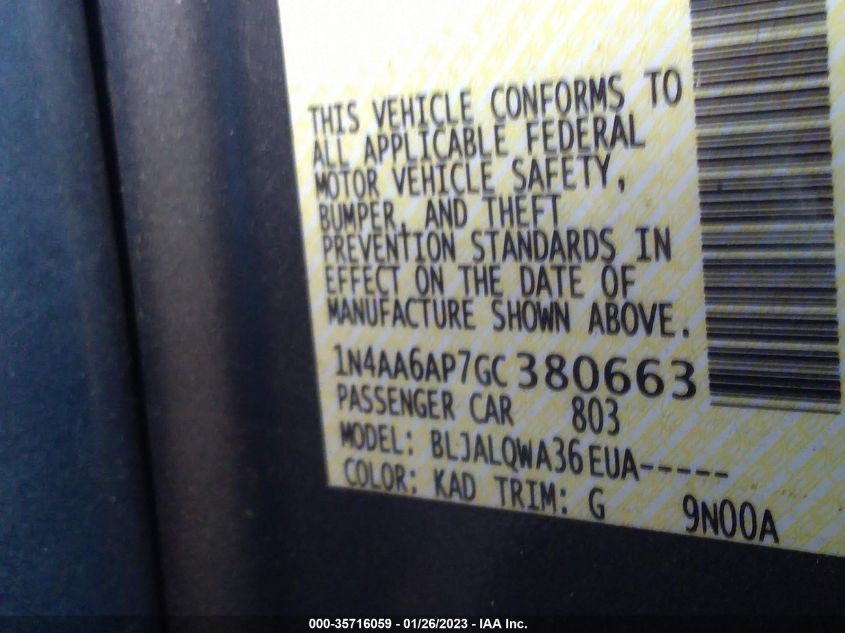 THIS VEHICLE CONFORMS TO
ALL APPLICABLE FEDERAL
MOTOR VEHICLE SAFETY,
BUMPER, AND THEFT
PREVENTION STANDARDS IN
EFFECT ON THE DATE OF
MANUFACTURE SHOWN ABOVE.
1N4AA6AP7GC380663
PASSENGER CAR 803
MODEL: BLJALQWA36EUA-----
COLOR: KAD TRIM: G 9N00A
000-35716059 - 01/26/2023 - IAA Inc.